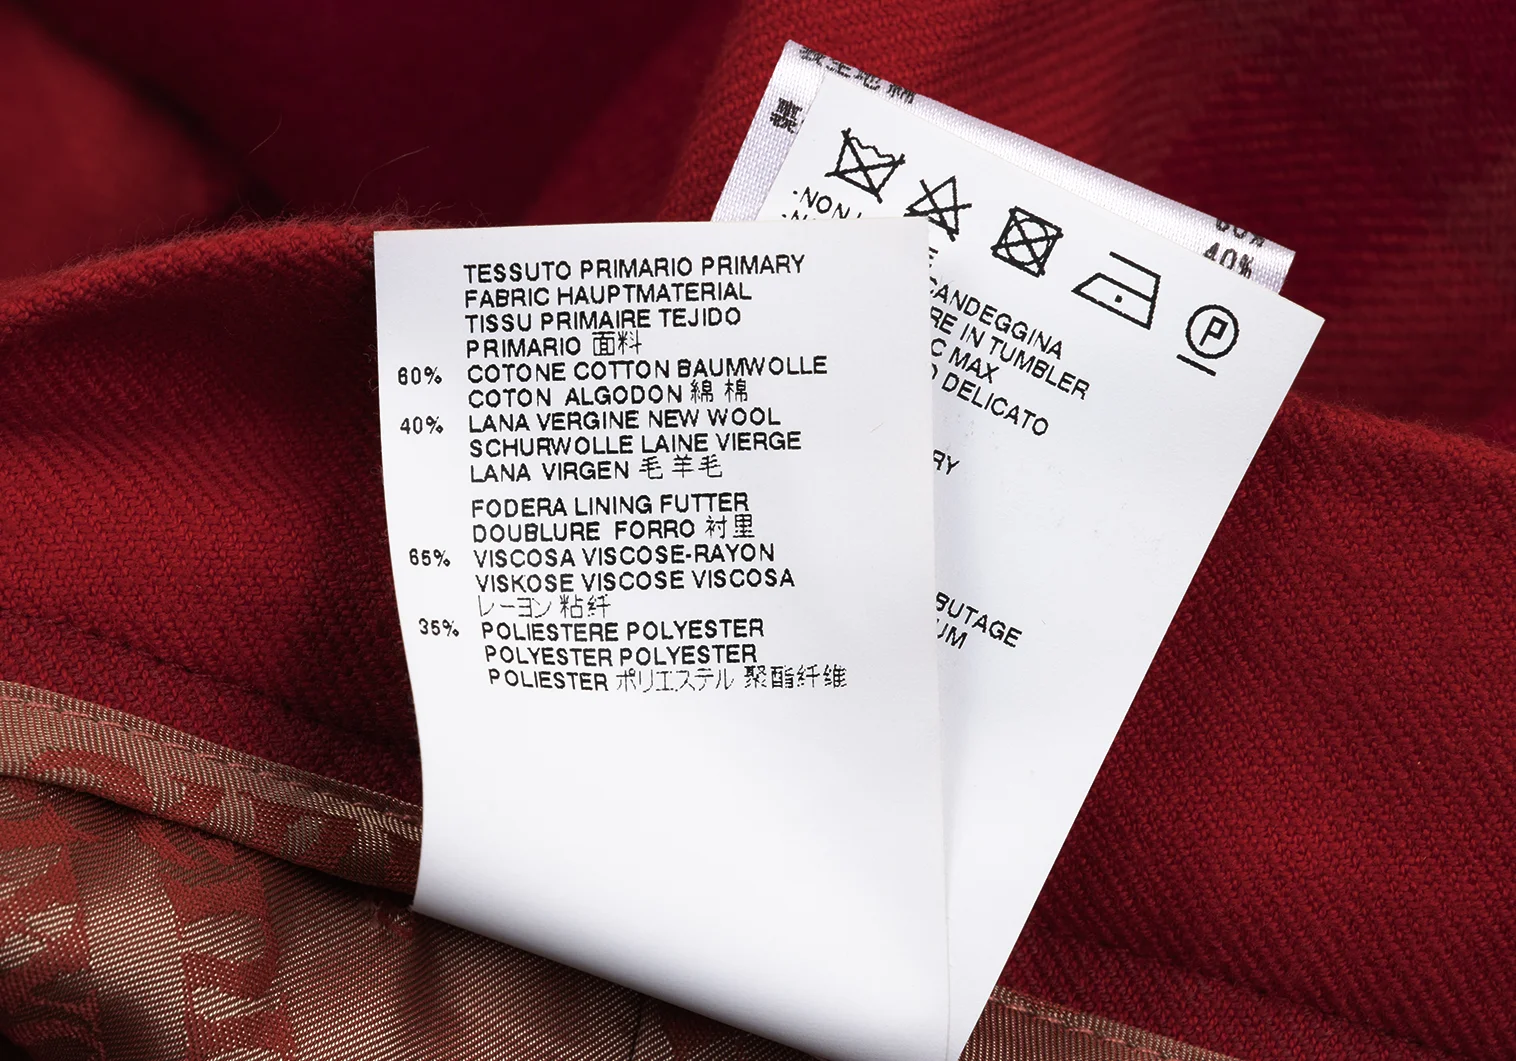 TESSUTO PRIMARIO PRIMARY
FABRIC HAUPTMATERIAL
TISSU PRIMAIRE TEJIDO
PRIMARIO 面料
60% COTONE COTTON BAUMWOLLE
COTON ALGODON 綿 棉
40% LANA VERGINE NEW WOOL
SCHURWOLLE LAINE VIERGE
LANA VIRGEN 毛 羊毛
FODERA LINING FUTTER
DOUBLURE FORRO 衬里
65% VISCOSA VISCOSE-RAYON
VISKOSE VISCOSE VISCOSA
レーヨン 粘纤
35% POLIESTERE POLYESTER
POLYESTER POLYESTER
POLIESTER ポリエステル 聚酯纤维
P
·NON
CANDEGGINA
RE IN TUMBLER
C MAX
DELICATO
RY
BUTAGE
UM
裏
40%